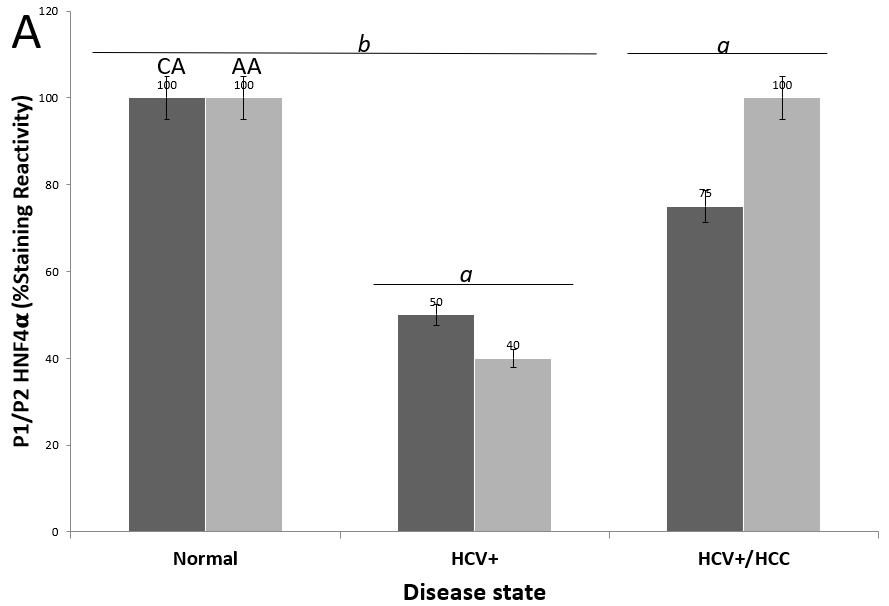 A
120
100
80
60
40
20
0
P1/P2 HNF4α (%Staining Reactivity)
b
a
CA AA
100 100
a
50
40
75
100
Normal HCV+ HCV+/HCC
Disease state